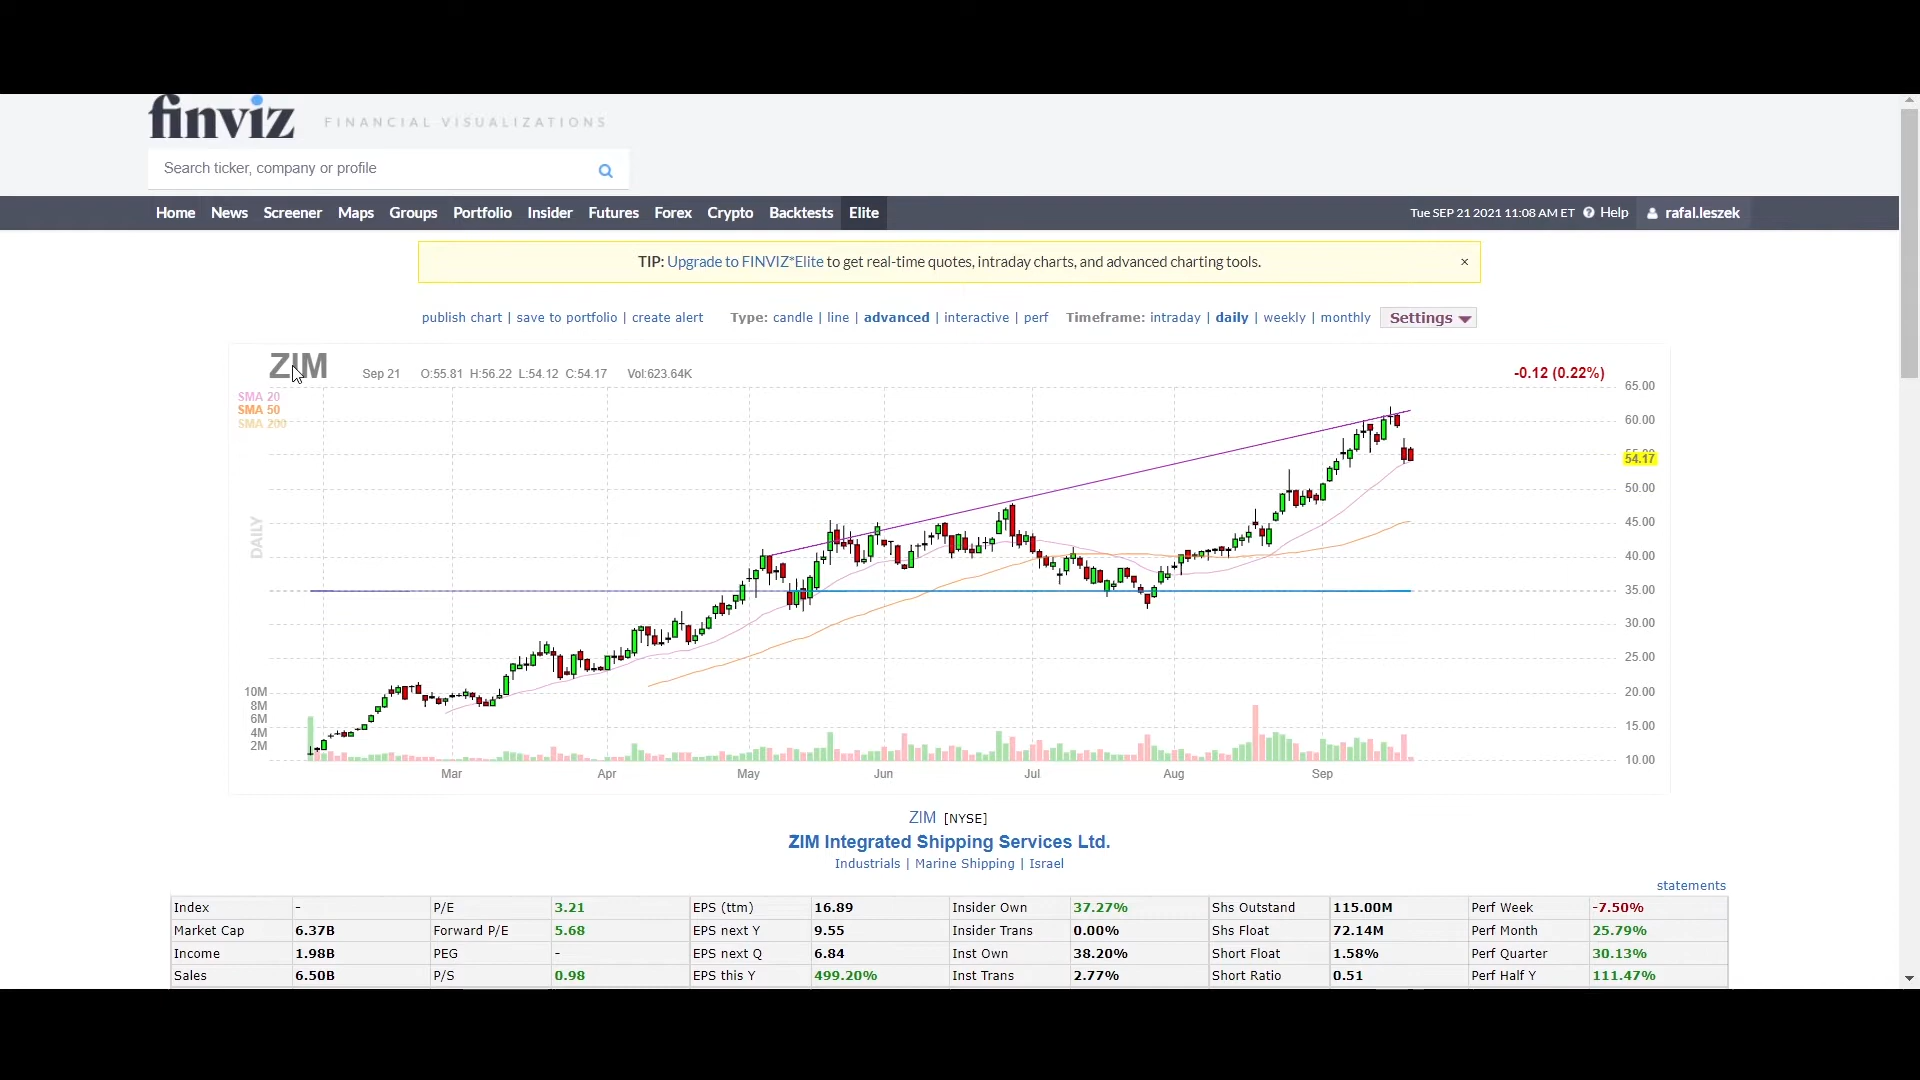 finviz FINANCIAL VISUALIZATIONS
Search ticker, company or profile
Home News Screener Maps Groups Portfolio Insider Futures Forex Crypto Backtests Elite Tue SEP 21 2021 11:08 AM ET Help rafal.leszek
TIP: Upgrade to FINVIZ*Elite to get real-time quotes, intraday charts, and advanced charting tools. ×
publish chart | save to portfolio | create alert Type: candle | line | advanced | interactive | perf Timeframe: intraday | daily | weekly | monthly Settings
ZIM Sep 21 O:55.81 H:56.22 L:54.12 C:54.17 Vol:623.64K -0.12 (0.22%)
65.00
SMA 20
SMA 50
SMA 200
60.00
54.17
50.00
45.00
DAILY
40.00
35.00
30.00
25.00
10M 20.00
8M
6M 15.00
4M
2M
10.00
Mar Apr May Jun Jul Aug Sep
ZIM [NYSE]
ZIM Integrated Shipping Services Ltd.
Industrials | Marine Shipping | Israel
statements
Index - P/E 3.21 EPS (ttm) 16.89 Insider Own 37.27% Shs Outstand 115.00M Perf Week -7.50%
Market Cap 6.37B Forward P/E 5.68 EPS next Y 9.55 Insider Trans 0.00% Shs Float 72.14M Perf Month 25.79%
Income 1.98B PEG - EPS next Q 6.84 Inst Own 38.20% Short Float 1.58% Perf Quarter 30.13%
Sales 6.50B P/S 0.98 EPS this Y 499.20% Inst Trans 2.77% Short Ratio 0.51 Perf Half Y 111.47%